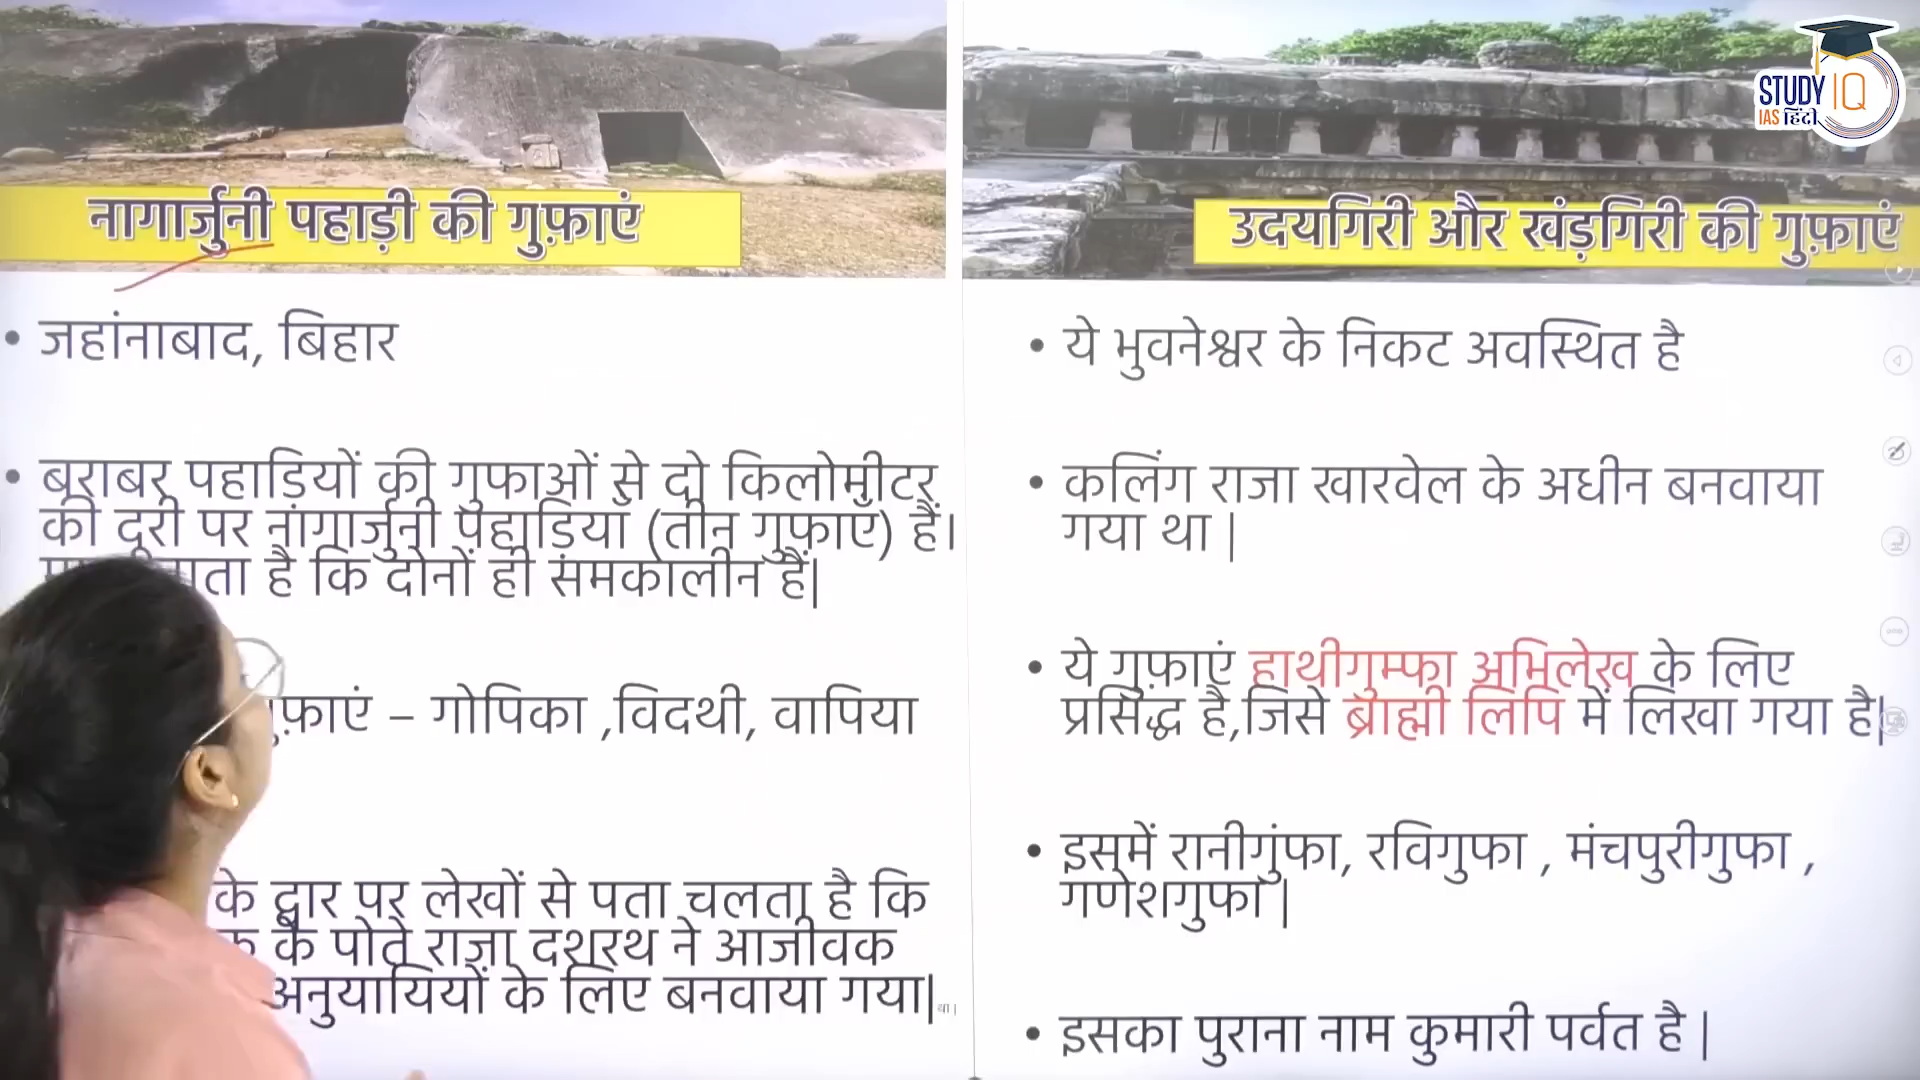 STUDY IQ
IAS हिंदी
नागार्जुनी पहाड़ी की गुफ़ाएं
जहांनाबाद, बिहार
बराबर पहाड़ियों की गुफाओं से दो किलोमीटर
की दूरी पर नागार्जुनी पहाड़ियां (तीन गुफाएं) हैं।
है कि दोनों ही समकालीन हैं|
– गोपिका ,विदथी, वापिया
के द्वार पर लेखों से पता चलता है कि
के पोते राजा दशरथ ने आजीवक
अनुयायियों के लिए बनवाया गया|
था।
उदयगिरी और खंड़गिरी की गुफ़ाएं
ये भुवनेश्वर के निकट अवस्थित है
कलिंग राजा खारवेल के अधीन बनवाया
गया था |
ये गुफ़ाएं हाथीगुम्फा अभिलेख के लिए
प्रसिद्ध है,जिसे ब्राह्मी लिपि में लिखा गया है|
इसमें रानीगुंफा, रविगुफा , मंचपुरीगुफा ,
गणेशगुफा |
इसका पुराना नाम कुमारी पर्वत है |